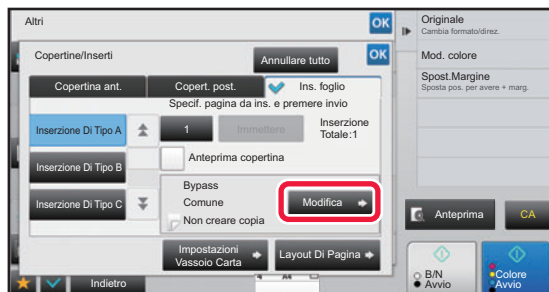 Altri
OK
Copertine/Inserti
Annullare tutto
OK
Copertina ant.
Copert. post.
Ins. foglio
Specif. pagina da ins. e premere invio
Inserzione Di Tipo A
1
Immettere
Inserzione
Totale:1
Inserzione Di Tipo B
Anteprima copertina
Inserzione Di Tipo C
Bypass
Comune
Non creare copia
Modifica
Impostazioni
Vassoio Carta
Layout Di Pagina
Indietro
A4
Originale
Cambia formato/direz.
Mod. colore
Spost.Margine
Sposta pos. per avere + marg.
Anteprima
CA
B/N
Avvio
Colore
Avvio